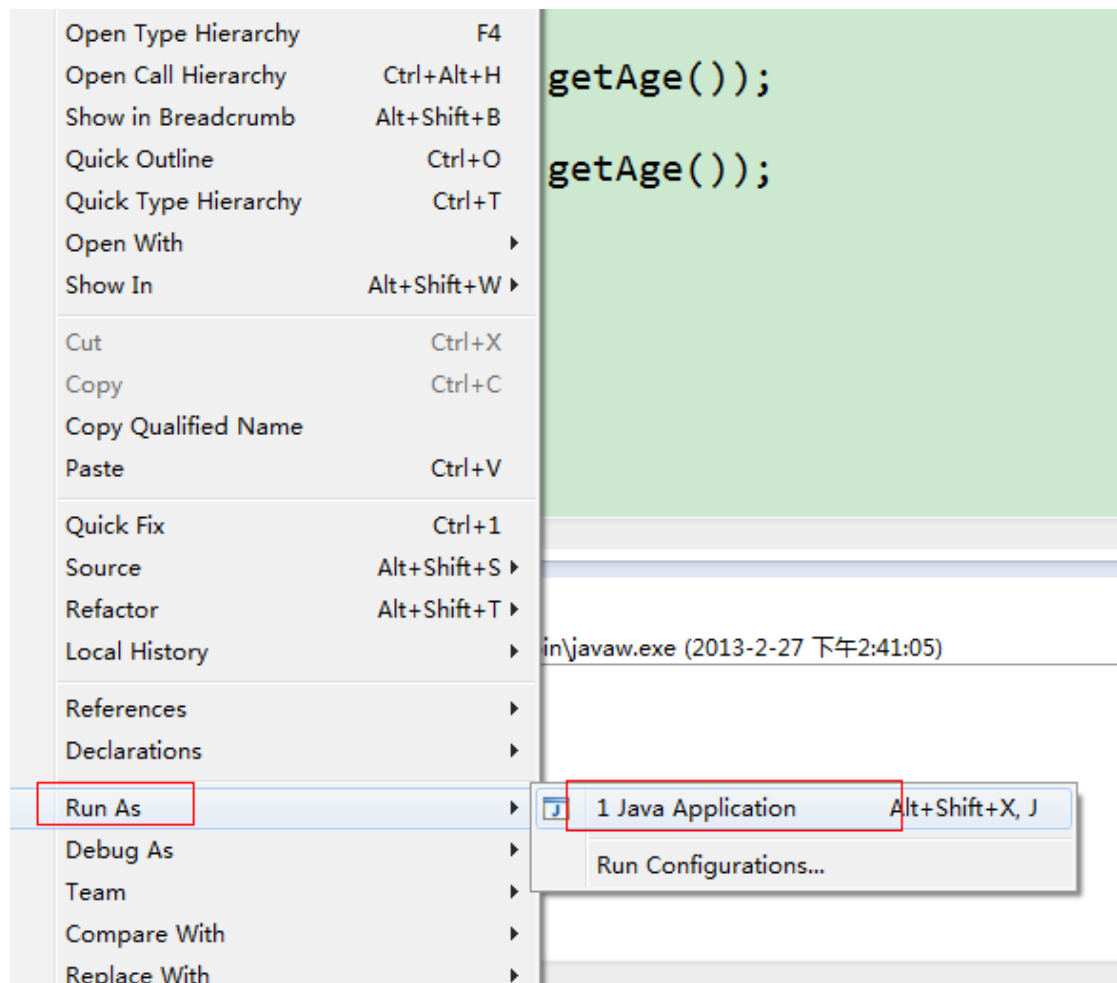 Open Type Hierarchy F4
Open Call Hierarchy Ctrl+Alt+H
getAge());
Show in Breadcrumb Alt+Shift+B
Quick Outline Ctrl+O
getAge());
Quick Type Hierarchy Ctrl+T
Open With
Show In Alt+Shift+W
Cut Ctrl+X
Copy Ctrl+C
Copy Qualified Name
Paste Ctrl+V
Quick Fix Ctrl+1
Source Alt+Shift+S
Refactor Alt+Shift+T
Local History
in\javaw.exe (2013-2-27 下午2:41:05)
References
Declarations
Run As
1 Java Application Alt+Shift+X, J
Debug As
Run Configurations...
Team
Compare With
Replace With